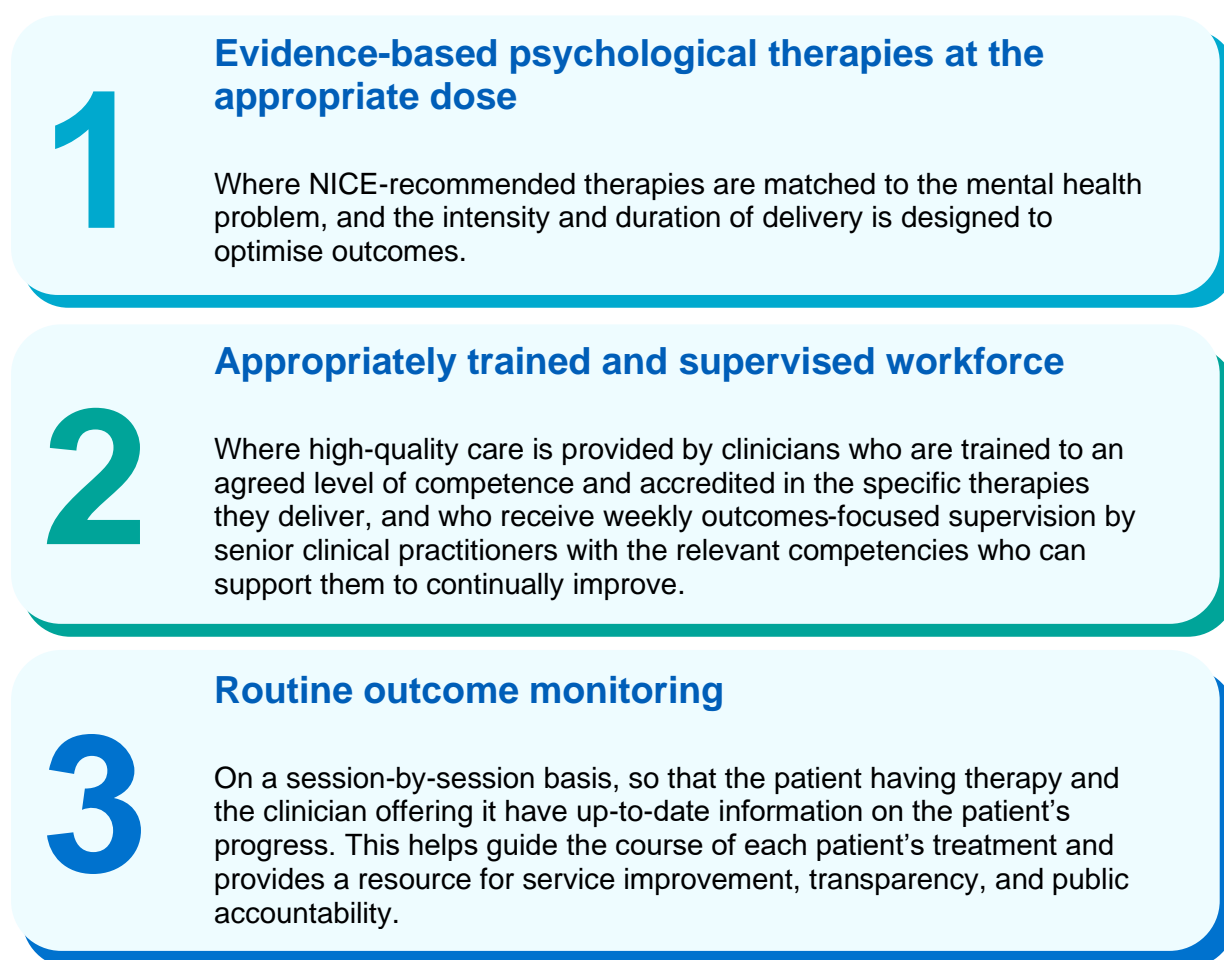 1
Evidence-based psychological therapies at the
appropriate dose
Where NICE-recommended therapies are matched to the mental health
problem, and the intensity and duration of delivery is designed to
optimise outcomes.
2
Appropriately trained and supervised workforce
Where high-quality care is provided by clinicians who are trained to an
agreed level of competence and accredited in the specific therapies
they deliver, and who receive weekly outcomes-focused supervision by
senior clinical practitioners with the relevant competencies who can
support them to continually improve.
3
Routine outcome monitoring
On a session-by-session basis, so that the patient having therapy and
the clinician offering it have up-to-date information on the patient’s
progress. This helps guide the course of each patient’s treatment and
provides a resource for service improvement, transparency, and public
accountability.